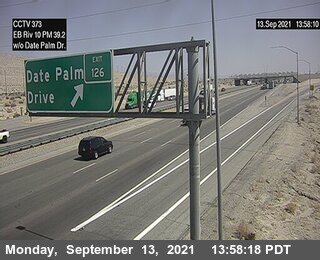 CCTV 373
EB Riv 10 PM 39.2
w/o Date Palm Dr.
13.Sep 2021 13:58:10
EXIT
126
Date Palm
Drive
Monday, September 13, 2021 13:58:18 PDT